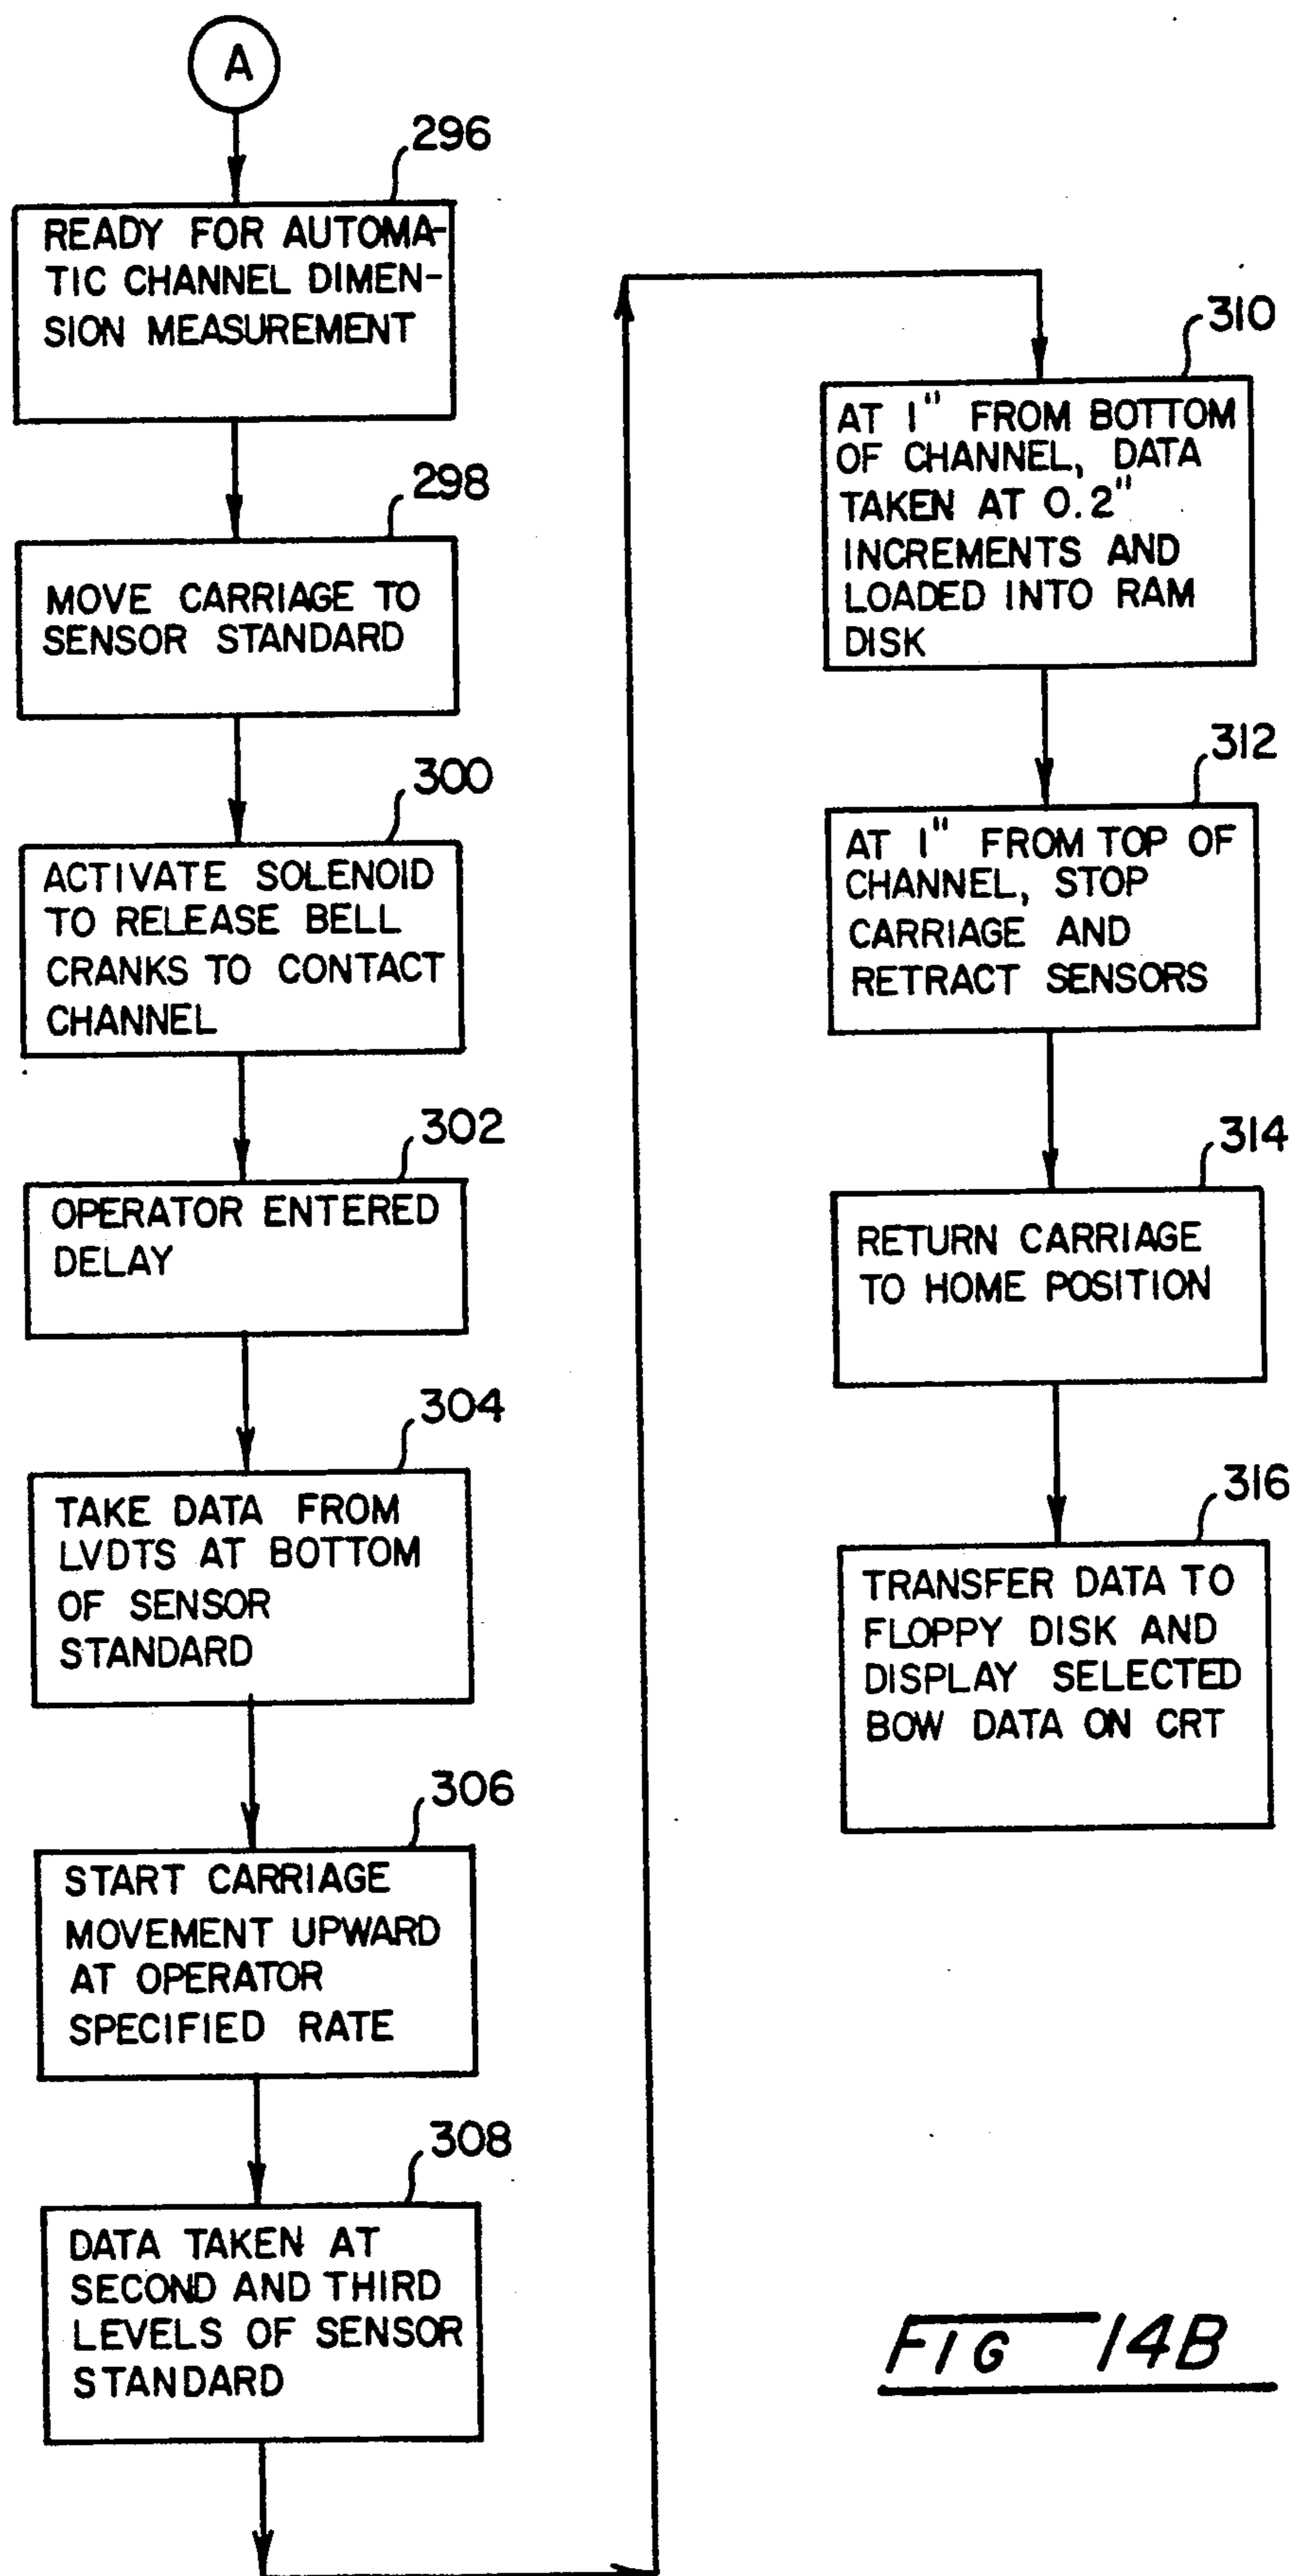 A
296
READY FOR AUTOMA-
TIC CHANNEL DIMEN-
SION MEASUREMENT
298
MOVE CARRIAGE TO
SENSOR STANDARD
300
ACTIVATE SOLENOID
TO RELEASE BELL
CRANKS TO CONTACT
CHANNEL
302
OPERATOR ENTERED
DELAY
304
TAKE DATA FROM
LVDTS AT BOTTOM
OF SENSOR
STANDARD
306
START CARRIAGE
MOVEMENT UPWARD
AT OPERATOR
SPECIFIED RATE
308
DATA TAKEN AT
SECOND AND THIRD
LEVELS OF SENSOR
STANDARD
310
AT 1" FROM BOTTOM
OF CHANNEL, DATA
TAKEN AT 0.2"
INCREMENTS AND
LOADED INTO RAM
DISK
312
AT 1" FROM TOP OF
CHANNEL, STOP
CARRIAGE AND
RETRACT SENSORS
314
RETURN CARRIAGE
TO HOME POSITION
316
TRANSFER DATA TO
FLOPPY DISK AND
DISPLAY SELECTED
BOW DATA ON CRT
FIG 14B